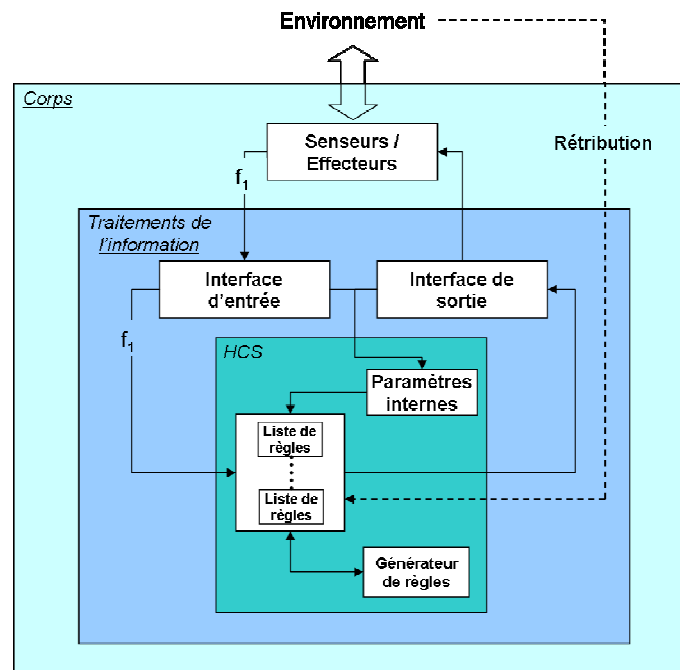 Environnement
Corps
Senseurs /
Effecteurs
Rétribution
f1
Traitements de
l'information
Interface
d'entrée
Interface de
sortie
f1
HCS
Paramètres
internes
Liste de
règles
Liste de
règles
Générateur
de règles